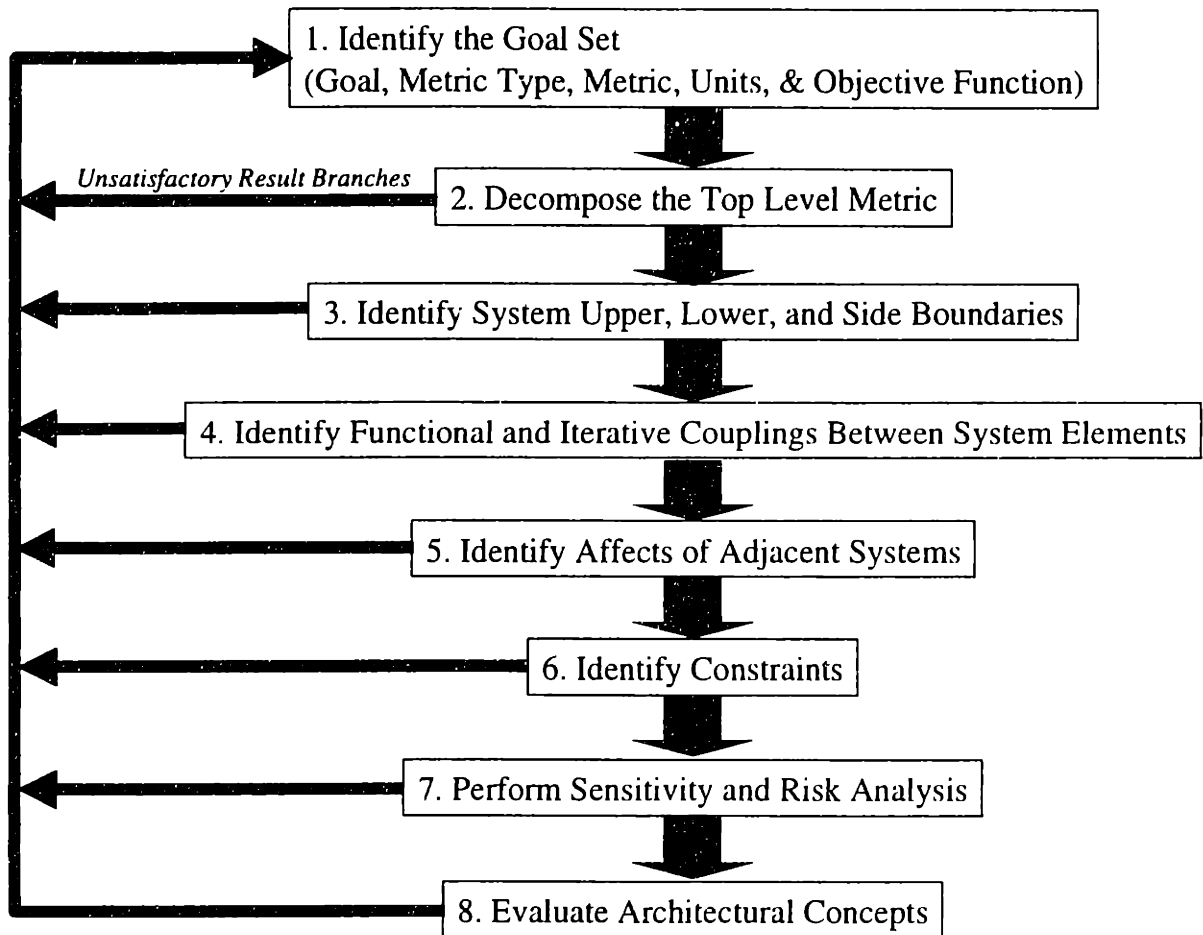 1. Identify the Goal Set
(Goal, Metric Type, Metric, Units, & Objective Function)
Unsatisfactory Result Branches
2. Decompose the Top Level Metric
3. Identify System Upper, Lower, and Side Boundaries
4. Identify Functional and Iterative Couplings Between System Elements
5. Identify Affects of Adjacent Systems
6. Identify Constraints
7. Perform Sensitivity and Risk Analysis
8. Evaluate Architectural Concepts